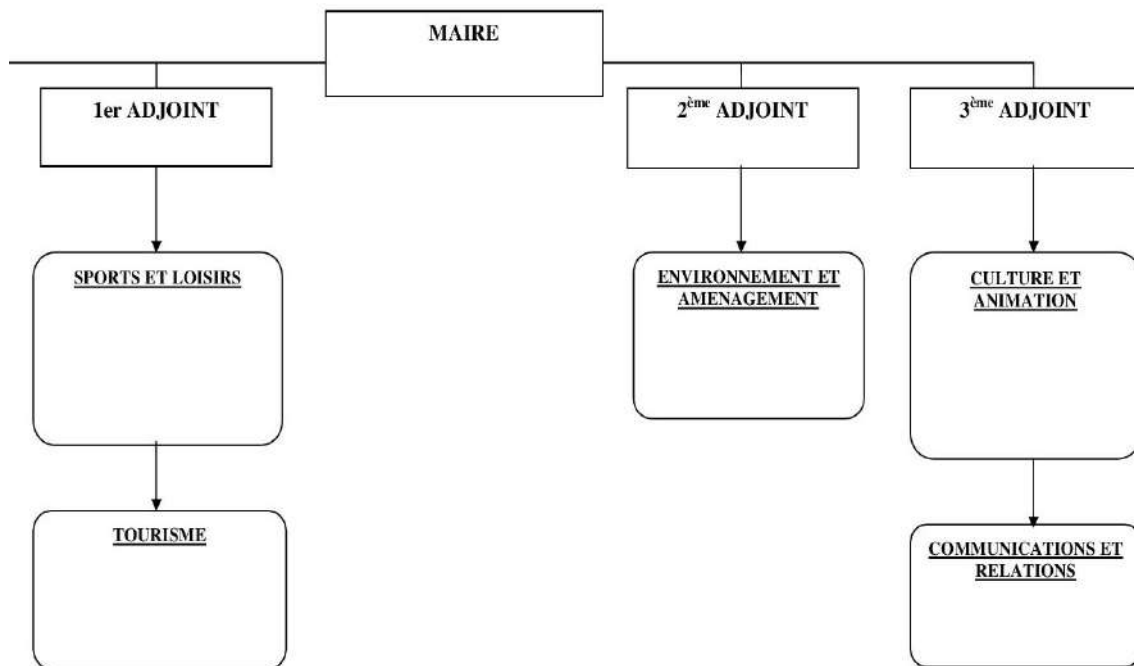 MAIRE
1er ADJOINT
2ème ADJOINT
3ème ADJOINT
SPORTS ET LOISIRS
ENVIRONNEMENT ET
AMENAGEMENT
CULTURE ET
ANIMATION
TOURISME
COMMUNICATIONS ET
RELATIONS